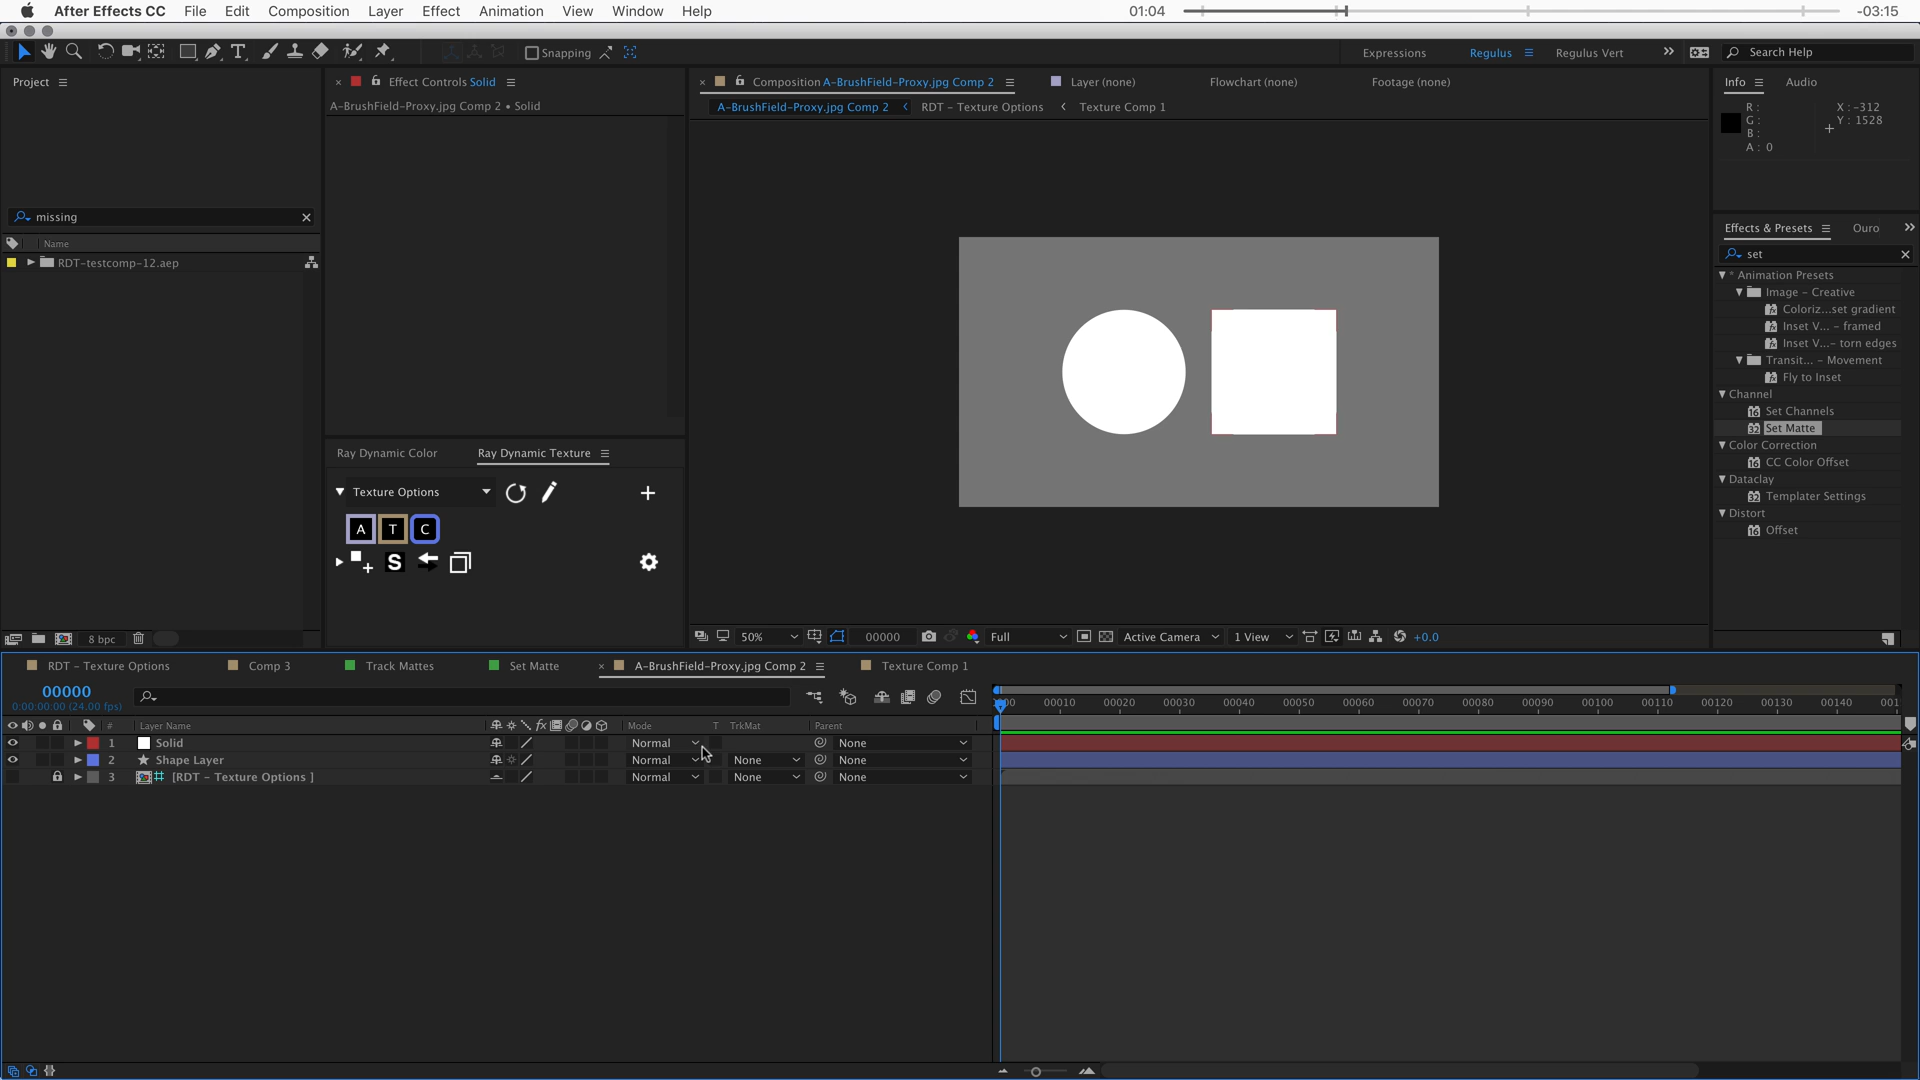 After Effects CC File Edit Composition Layer Effect Animation View Window Help 01:04 -03:15
T Snapping Expressions Regulus Regulus Vert Search Help
Project
missing
Name
RDT-testcomp-12.aep
8 bpc
Effect Controls Solid
A-BrushField-Proxy.jpg Comp 2 • Solid
Ray Dynamic Color Ray Dynamic Texture
Texture Options
A T C
S
Composition A-BrushField-Proxy.jpg Comp 2 Layer (none) Flowchart (none) Footage (none)
A-BrushField-Proxy.jpg Comp 2 RDT - Texture Options Texture Comp 1
50% 00000 Full Active Camera 1 View +0.0
Info Audio
R : X : -312
G : Y : 1528
B :
A : 0
Effects & Presets Ouro
set
* Animation Presets
Image - Creative
Coloriz...set gradient
Inset V... - framed
Inset V...- torn edges
Transit... - Movement
Fly to Inset
Channel
Set Channels
Set Matte
Color Correction
CC Color Offset
Dataclay
Templater Settings
Distort
Offset
RDT - Texture Options Comp 3 Track Mattes Set Matte A-BrushField-Proxy.jpg Comp 2 Texture Comp 1
00000
0:00:00:00 (24.00 fps)
# Layer Name fx Mode T TrkMat Parent
1 Solid Normal None
2 Shape Layer Normal None None
3 [RDT - Texture Options ] Normal None None
00 00010 00020 00030 00040 00050 00060 00070 00080 00090 00100 00110 00120 00130 00140 001